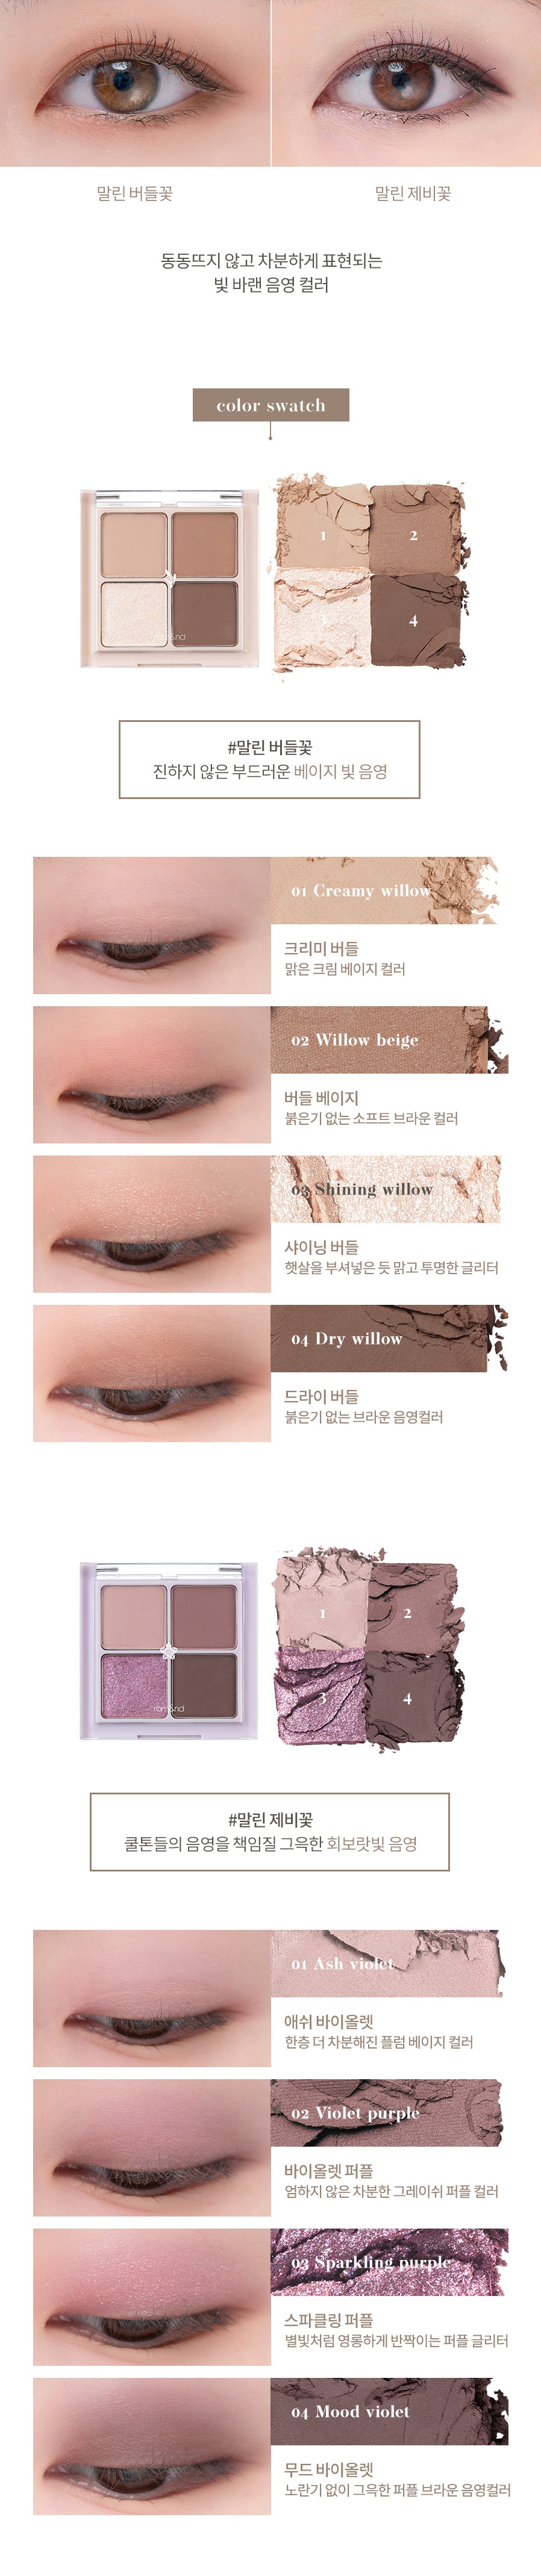 말린 버들꽃
말린 제비꽃
동동뜨지 않고 차분하게 표현되는
빛 바랜 음영 컬러
color swatch
1
2
4
#말린 버들꽃
진하지 않은 부드러운 베이지 빛 음영
01 Creamy willow
크리미 버들
맑은 크림 베이지 컬러
02 Willow beige
버들 베이지
붉은기 없는 소프트 브라운 컬러
03 Shining willow
샤이닝 버들
햇살을 부셔넣은 듯 맑고 투명한 글리터
04 Dry willow
드라이 버들
붉은기 없는 브라운 음영컬러
1
2
rom&nd
3
4
#말린 제비꽃
쿨톤들의 음영을 책임질 그윽한 회보랏빛 음영
01 Ash violet
애쉬 바이올렛
한층 더 차분해진 플럼 베이지 컬러
02 Violet purple
바이올렛 퍼플
엄하지 않은 차분한 그레이쉬 퍼플 컬러
03 Sparkling purple
스파클링 퍼플
별빛처럼 영롱하게 반짝이는 퍼플 글리터
04 Mood violet
무드 바이올렛
노란기 없이 그윽한 퍼플 브라운 음영컬러